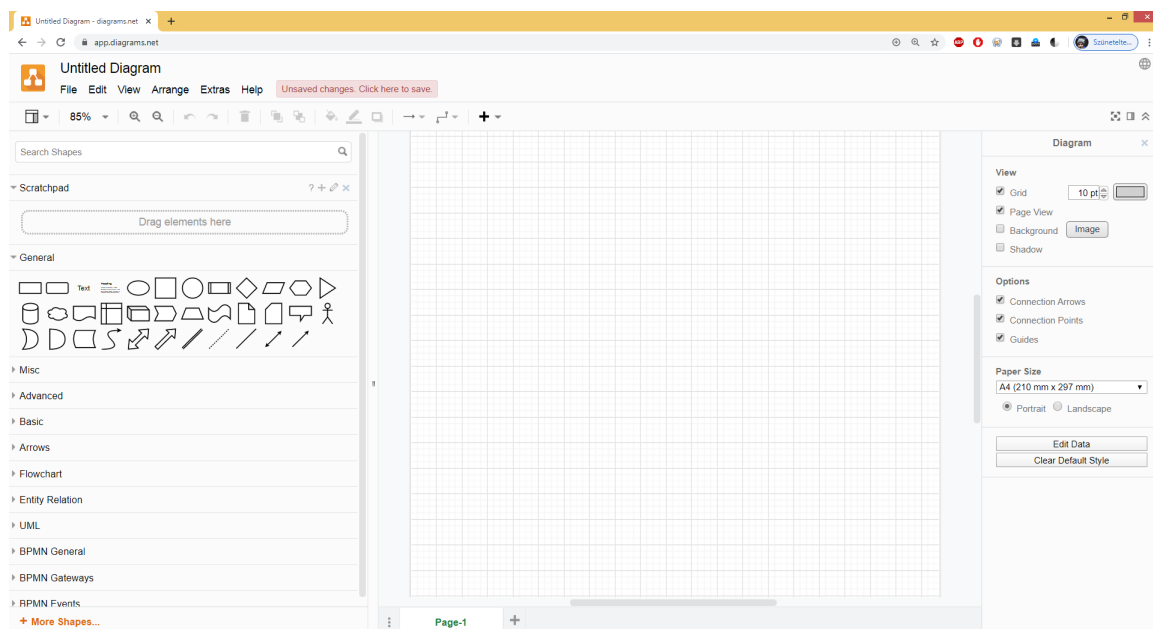 Untitled Diagram - diagrams.net
app.diagrams.net
ABP
Szünetelte...
Untitled Diagram
File Edit View Arrange Extras Help Unsaved changes. Click here to save.
85%
Search Shapes
Diagram
View
Scratchpad
Grid 10 pt
Page View
Drag elements here
Background Image
Shadow
General
Options
Text
Connection Arrows
Connection Points
Guides
Misc
Paper Size
A4 (210 mm x 297 mm)
Advanced
Portrait Landscape
Basic
Arrows
Edit Data
Clear Default Style
Flowchart
Entity Relation
UML
BPMN General
BPMN Gateways
BPMN Events
+ More Shapes...
Page-1